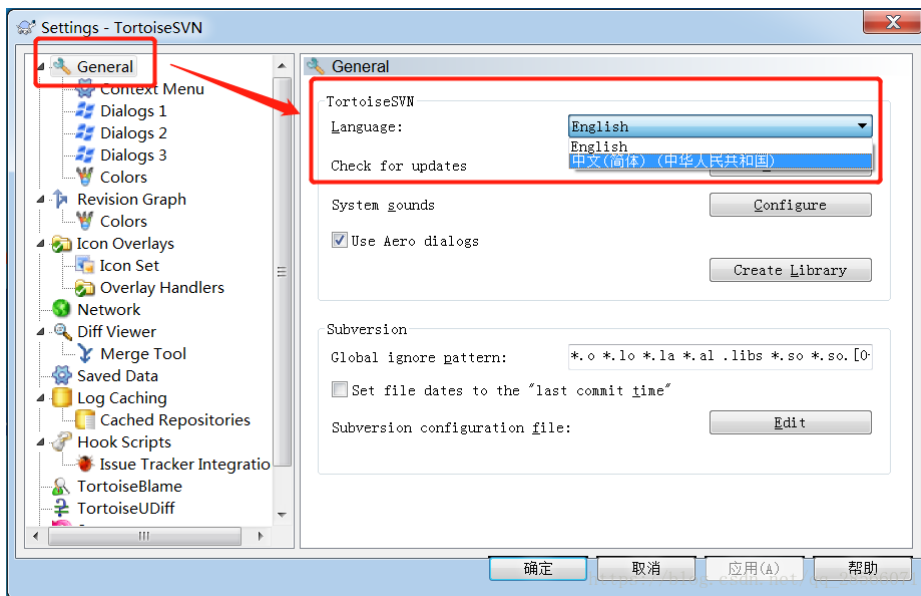 Settings - TortoiseSVN
X
General
Context Menu
Dialogs 1
Dialogs 2
Dialogs 3
Colors
Revision Graph
Colors
Icon Overlays
Icon Set
Overlay Handlers
Network
Diff Viewer
Merge Tool
Saved Data
Log Caching
Cached Repositories
Hook Scripts
Issue Tracker Integratio
TortoiseBlame
TortoiseUDiff
General
TortoiseSVN
Language:
English
English
中文(简体) (中华人民共和国)
Check for updates
System sounds
Configure
Use Aero dialogs
Create Library
Subversion
Global ignore pattern:
*.o *.lo *.la *.al .libs *.so *.so.[0-
Set file dates to the "last commit time"
Subversion configuration file:
Edit
确定
取消
应用(A)
帮助